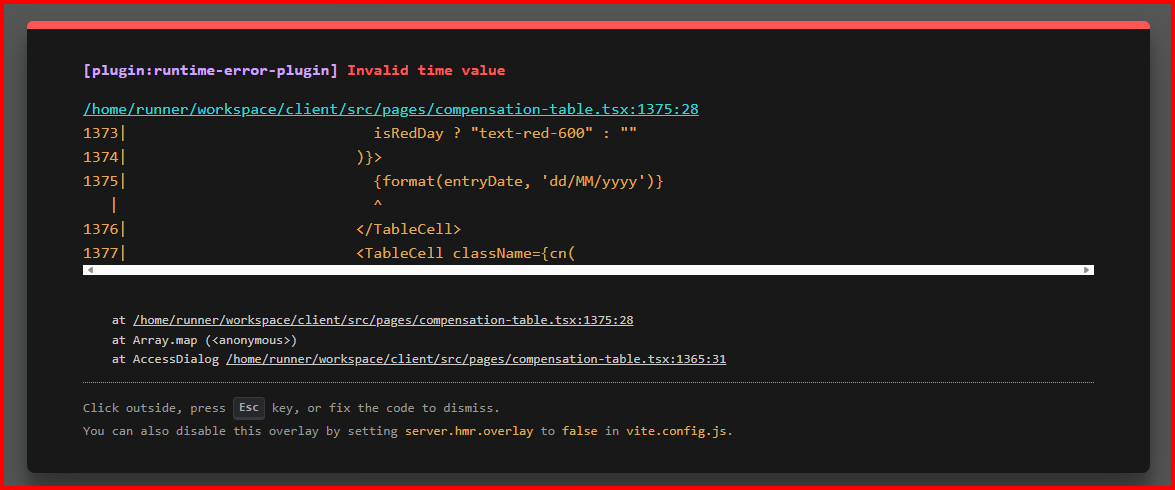 [plugin:runtime-error-plugin] Invalid time value
/home/runner/workspace/client/src/pages/compensation-table.tsx:1375:28
1373|                            isRedDay ? "text-red-600" : ""
1374|                          )}>
1375|                            {format(entryDate, 'dd/MM/yyyy')}
    |                            ^
1376|                          </TableCell>
1377|                          <TableCell className={cn(
at /home/runner/workspace/client/src/pages/compensation-table.tsx:1375:28
at Array.map (<anonymous>)
at AccessDialog /home/runner/workspace/client/src/pages/compensation-table.tsx:1365:31
Click outside, press Esc key, or fix the code to dismiss.
You can also disable this overlay by setting server.hmr.overlay to false in vite.config.js.